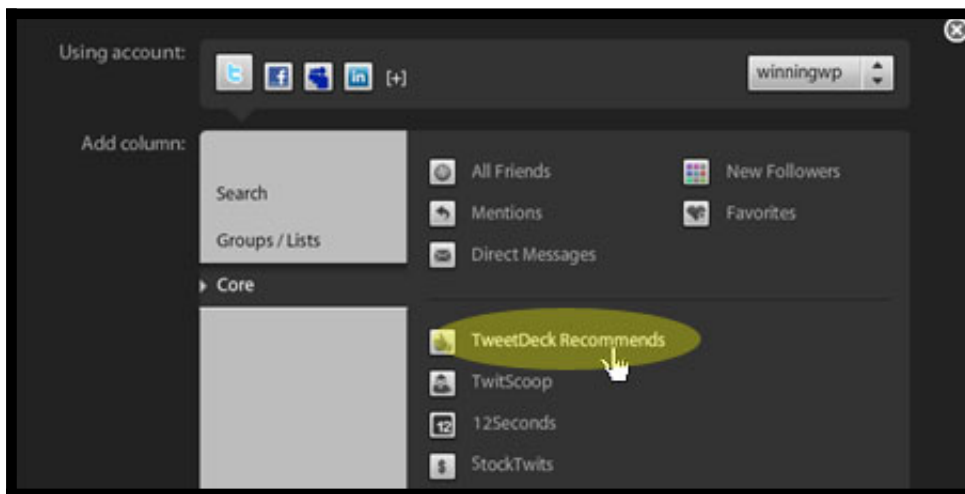 Using account:
[+]
winningwp
Add column:
Search
Groups / Lists
Core
All Friends
New Followers
Mentions
Favorites
Direct Messages
TweetDeck Recommends
TwitScoop
12
12Seconds
$
StockTwits